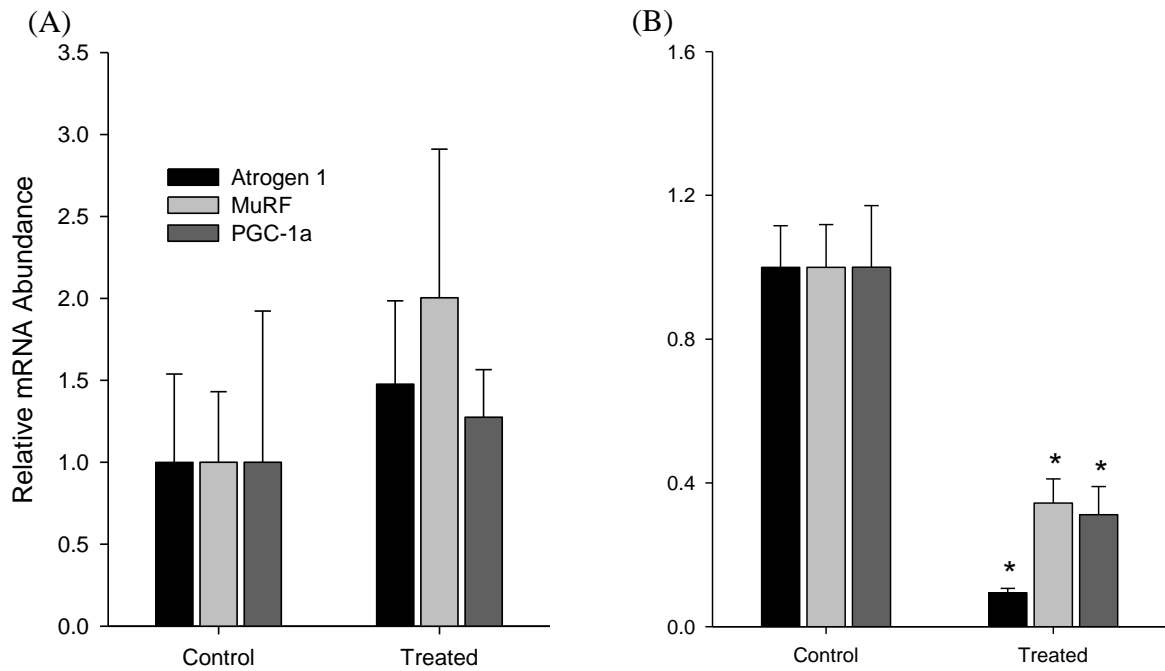 (A)
(B)
Relative mRNA Abundance
3.5
3.0
2.5
2.0
1.5
1.0
0.5
0.0
Atrogen 1
MuRF
PGC-1a
Control
Treated
1.6
1.2
0.8
0.4
0.0
*
*
*
Control
Treated